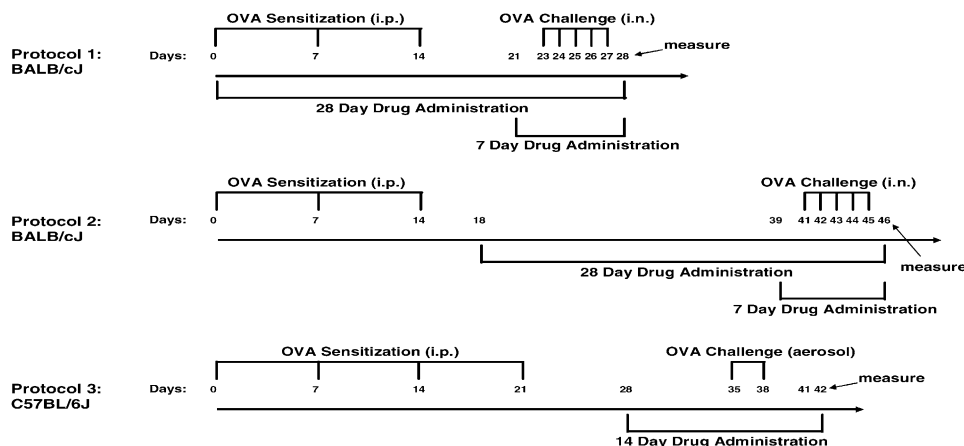 OVA Sensitization (i.p.)
OVA Challenge (i.n.)
Protocol 1:
BALB/cJ
Days:
0 7 14 21 23 24 25 26 27 28
measure
28 Day Drug Administration
7 Day Drug Administration
OVA Sensitization (i.p.)
OVA Challenge (i.n.)
Protocol 2:
BALB/cJ
Days:
0 7 14 18 39 41 42 43 44 45 46
measure
28 Day Drug Administration
7 Day Drug Administration
OVA Sensitization (i.p.)
OVA Challenge (aerosol)
Protocol 3:
C57BL/6J
Days:
0 7 14 21 28 35 38 41 42
measure
14 Day Drug Administration